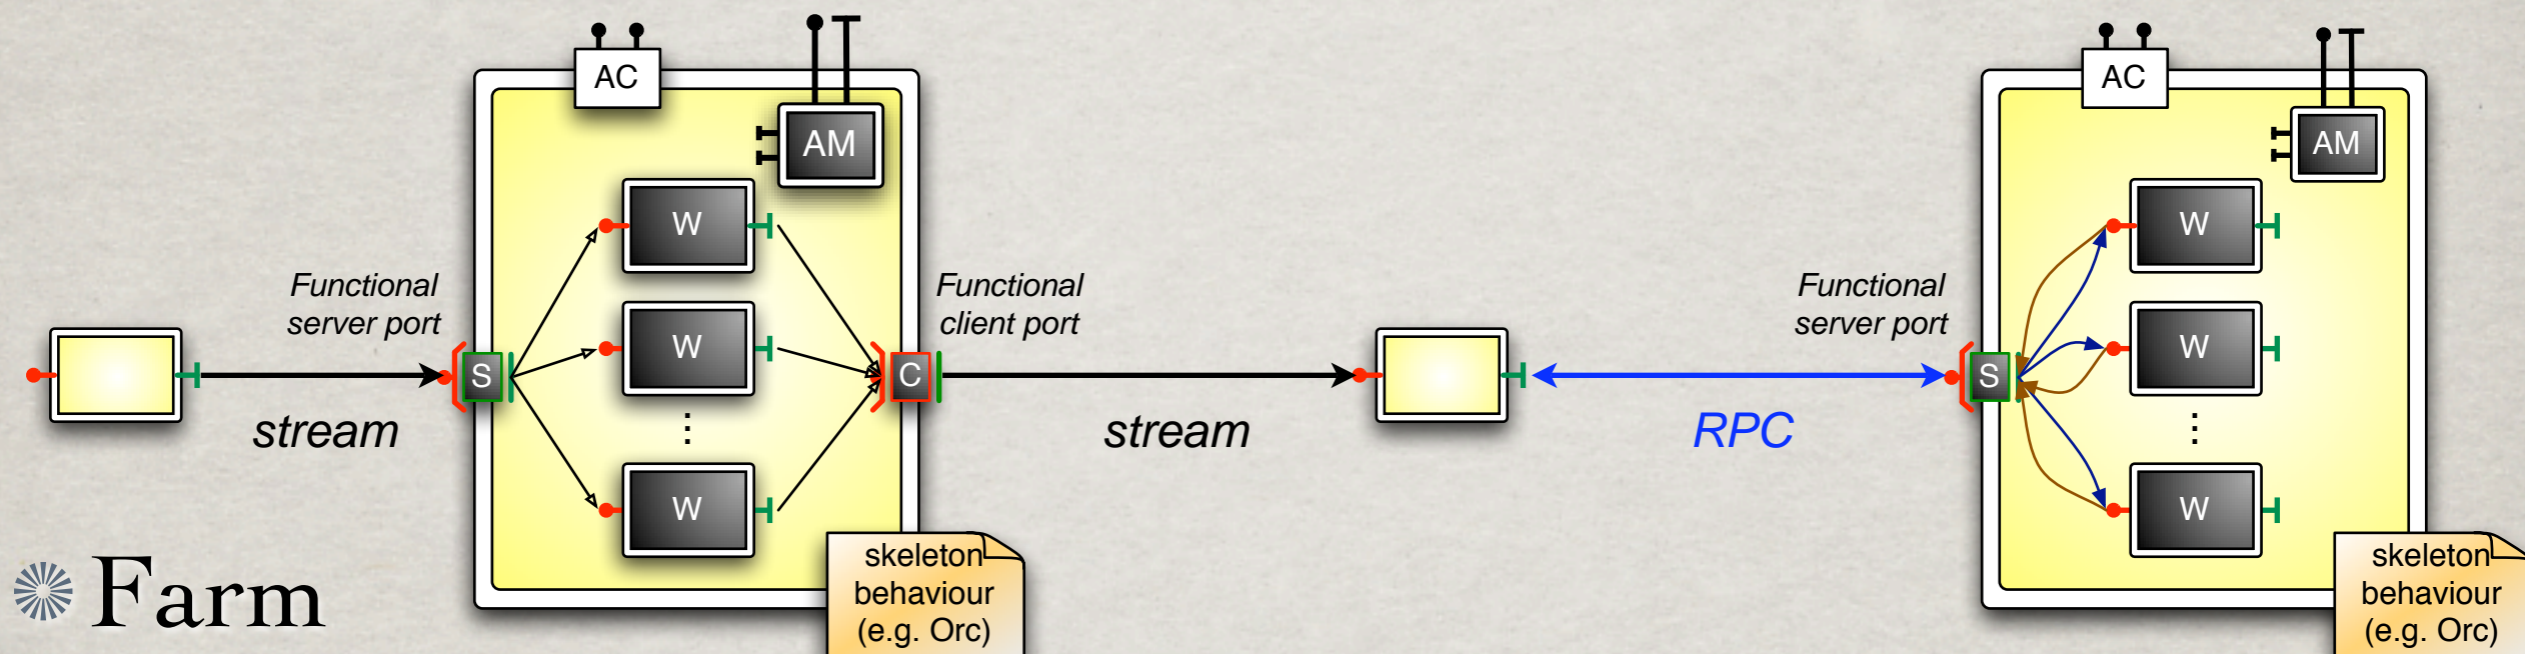 AC
AM
W
Functional
server port
S
W
C
Functional
client port
stream
⋮
W
stream
skeleton
behaviour
(e.g. Orc)
Farm
RPC
Functional
server port
AC
AM
W
S
W
⋮
W
skeleton
behaviour
(e.g. Orc)